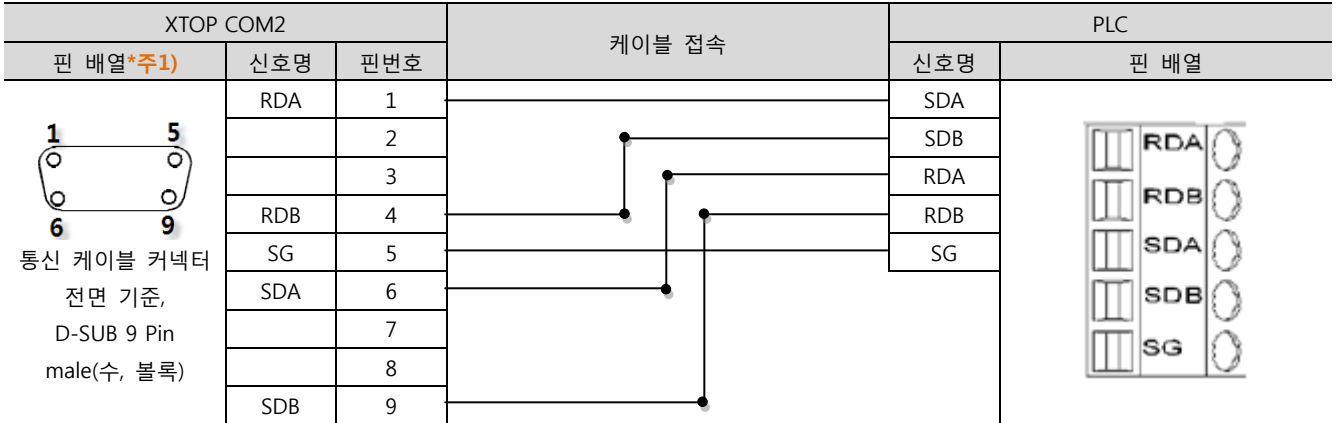 XTOP COM2 케이블 접속 PLC
핀 배열*주1) 신호명 핀번호 신호명 핀 배열
RDA 1 SDA
2 SDB
3 RDA
RDB 4 RDB
SG 5 SG
SDA 6
7
8
SDB 9
1 5
6 9
통신 케이블 커넥터
전면 기준,
D-SUB 9 Pin
male(수, 볼록)
RDA
RDB
SDA
SDB
SG